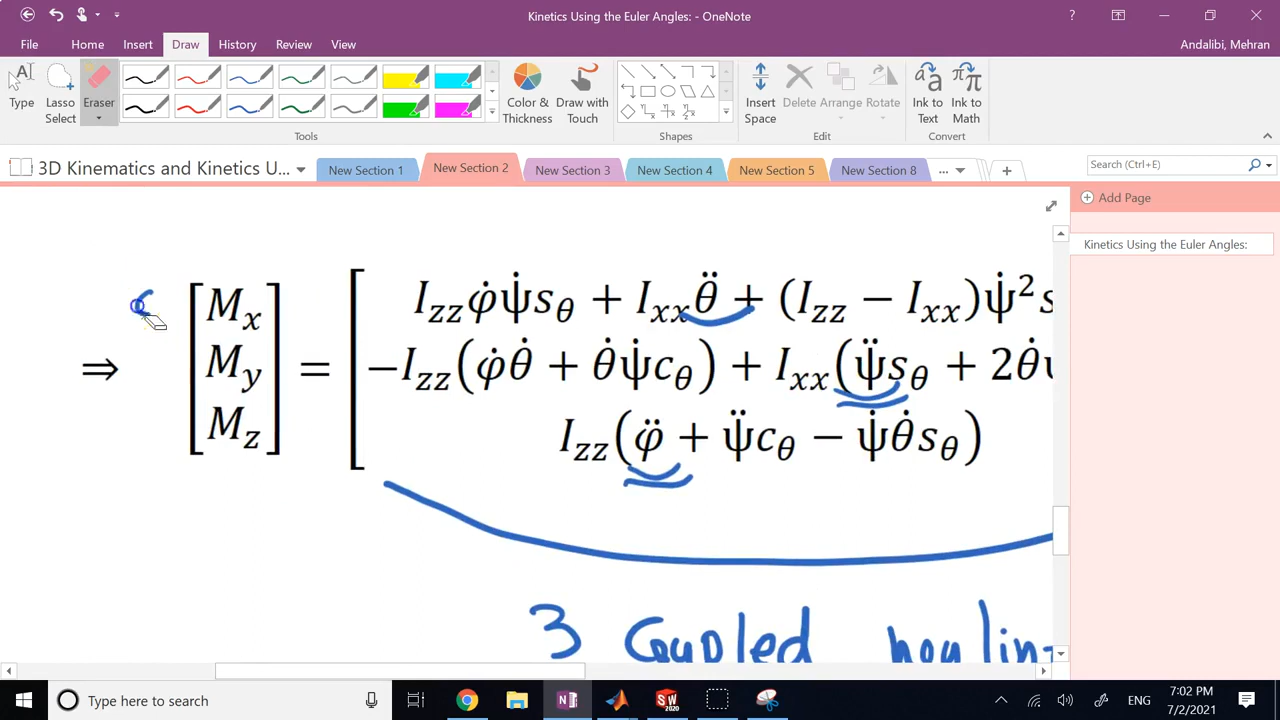 Kinetics Using the Euler Angles: - OneNote
File Home Insert Draw History Review View
Andalibi, Mehran
Type
Lasso Select
Eraser
Color & Thickness
Draw with Touch
Insert Space
Delete
Arrange
Rotate
Ink to Text
Ink to Math
Tools
Shapes
Edit
Convert
3D Kinematics and Kinetics U...
New Section 1
New Section 2
New Section 3
New Section 4
New Section 5
New Section 8
...
Search (Ctrl+E)
Add Page
Kinetics Using the Euler Angles:
⇒ [M_x M_y M_z] =
I_zz φ̇ψ̇s_θ + I_xx θ̈ + (I_zz − I_xx)ψ̇² s
−I_zz(φ̇θ̇ + θ̇ψ̇c_θ) + I_xx(ψ̈s_θ + 2θ̇
I_zz(φ̈ + ψ̈c_θ − ψ̇θ̇s_θ)
3 Coupled
Type here to search
ENG
7:02 PM
7/2/2021